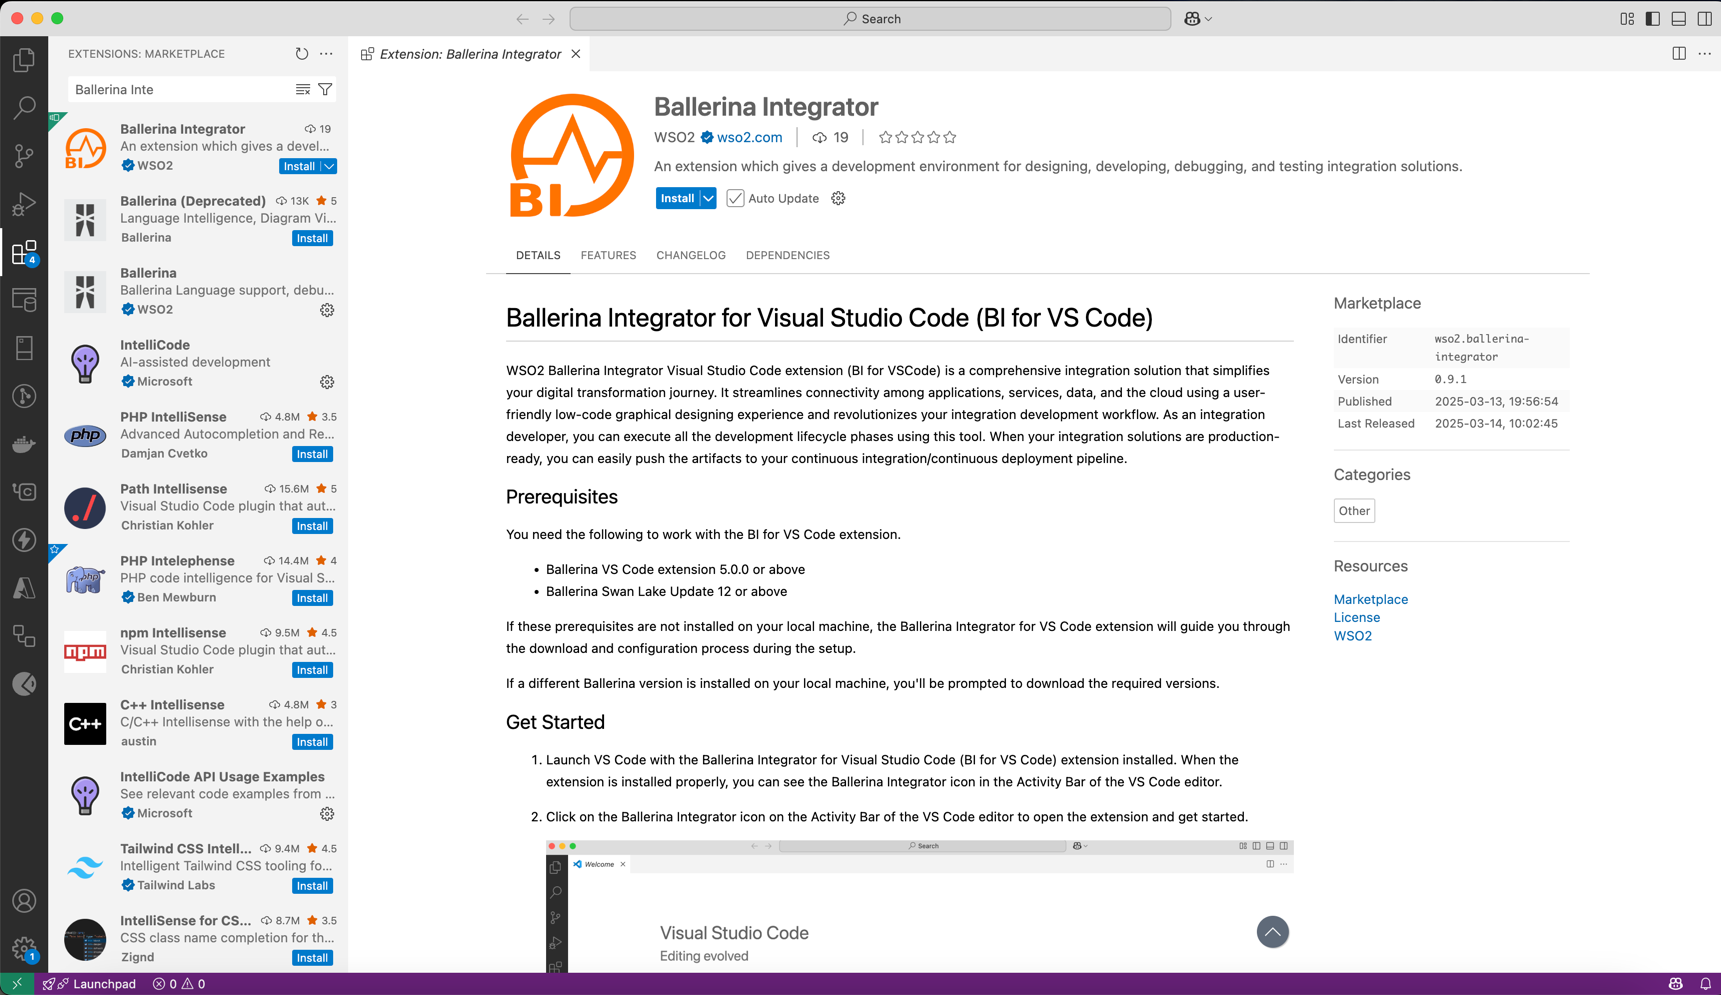 Search
EXTENSIONS: MARKETPLACE
Extension: Ballerina Integrator
Ballerina Inte
Ballerina Integrator 19
An extension which gives a devel...
WSO2 Install
BI
Ballerina (Deprecated) 13K 5
Language Intelligence, Diagram Vi...
Ballerina Install
Ballerina
Ballerina Language support, debu...
WSO2
4
IntelliCode
AI-assisted development
Microsoft
PHP IntelliSense 4.8M 3.5
Advanced Autocompletion and Re...
Damjan Cvetko Install
php
Path Intellisense 15.6M 5
Visual Studio Code plugin that aut...
Christian Kohler Install
PHP Intelephense 14.4M 4
PHP code intelligence for Visual S...
Ben Mewburn Install
php
npm Intellisense 9.5M 4.5
Visual Studio Code plugin that aut...
Christian Kohler Install
npm
C++ Intellisense 4.8M 3
C/C++ Intellisense with the help o...
austin Install
C++
IntelliCode API Usage Examples
See relevant code examples from ...
Microsoft
Tailwind CSS Intell... 9.4M 4.5
Intelligent Tailwind CSS tooling fo...
Tailwind Labs Install
IntelliSense for CS... 8.7M 3.5
CSS class name completion for th...
Zignd Install
1
BI
Ballerina Integrator
WSO2 wso2.com 19
An extension which gives a development environment for designing, developing, debugging, and testing integration solutions.
Install Auto Update
DETAILS FEATURES CHANGELOG DEPENDENCIES
Ballerina Integrator for Visual Studio Code (BI for VS Code)
WSO2 Ballerina Integrator Visual Studio Code extension (BI for VSCode) is a comprehensive integration solution that simplifies
your digital transformation journey. It streamlines connectivity among applications, services, data, and the cloud using a user-
friendly low-code graphical designing experience and revolutionizes your integration development workflow. As an integration
developer, you can execute all the development lifecycle phases using this tool. When your integration solutions are production-
ready, you can easily push the artifacts to your continuous integration/continuous deployment pipeline.
Prerequisites
You need the following to work with the BI for VS Code extension.
• Ballerina VS Code extension 5.0.0 or above
• Ballerina Swan Lake Update 12 or above
If these prerequisites are not installed on your local machine, the Ballerina Integrator for VS Code extension will guide you through
the download and configuration process during the setup.
If a different Ballerina version is installed on your local machine, you'll be prompted to download the required versions.
Get Started
1. Launch VS Code with the Ballerina Integrator for Visual Studio Code (BI for VS Code) extension installed. When the
extension is installed properly, you can see the Ballerina Integrator icon in the Activity Bar of the VS Code editor.
2. Click on the Ballerina Integrator icon on the Activity Bar of the VS Code editor to open the extension and get started.
Search
Welcome
Visual Studio Code
Editing evolved
Marketplace
Identifier wso2.ballerina-
integrator
Version 0.9.1
Published 2025-03-13, 19:56:54
Last Released 2025-03-14, 10:02:45
Categories
Other
Resources
Marketplace
License
WSO2
Launchpad 0 0